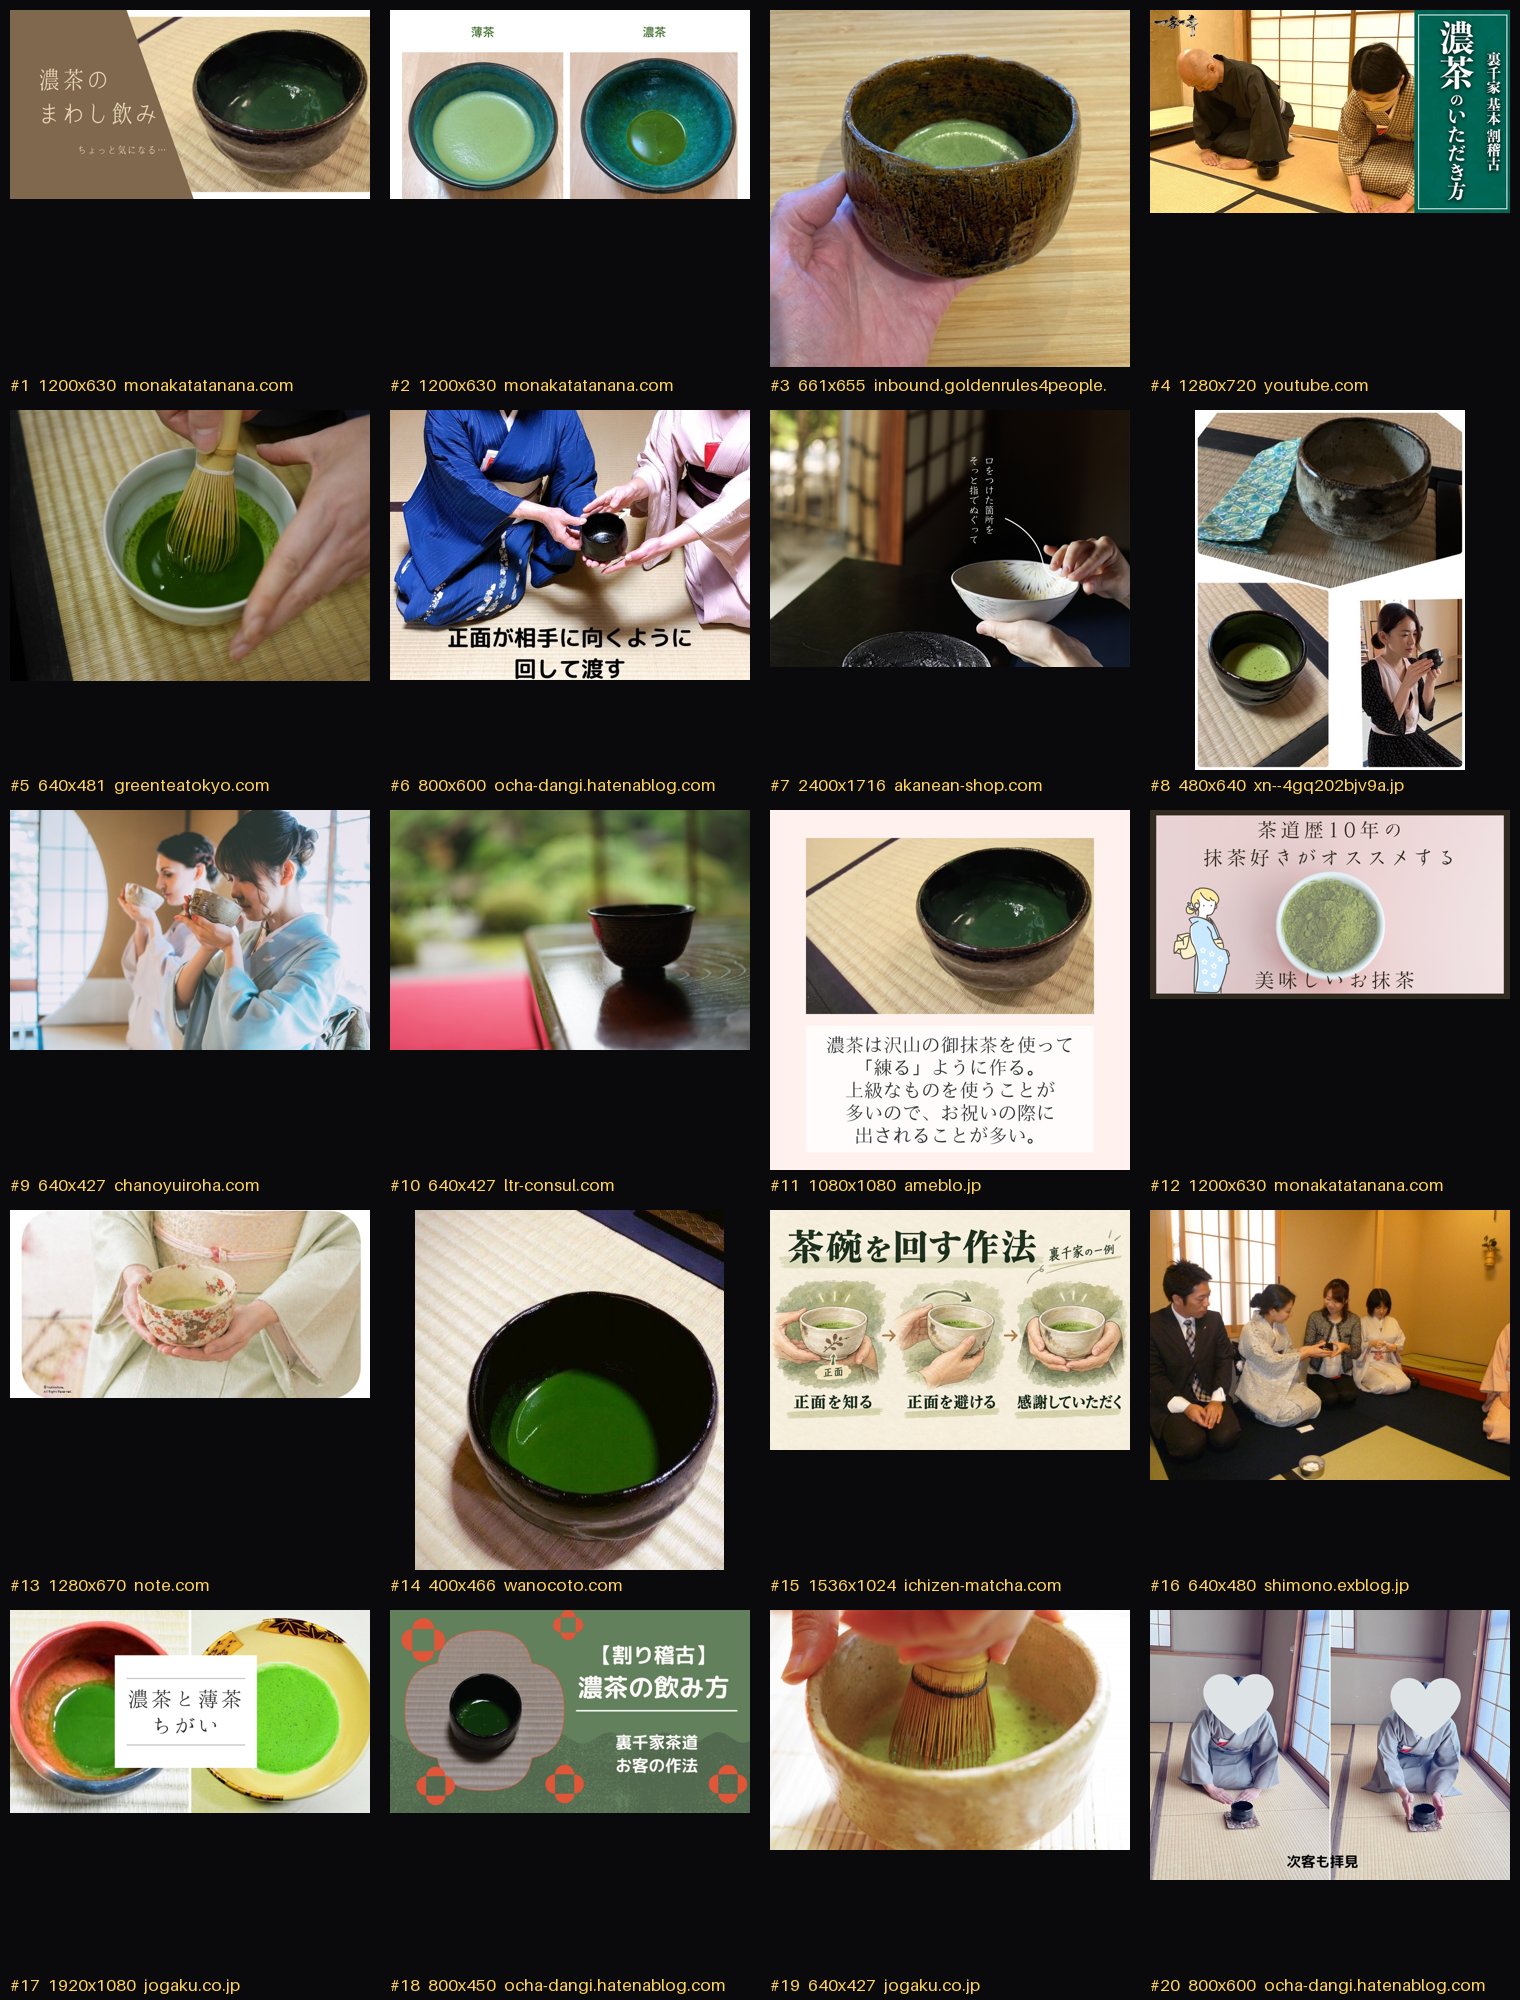 濃茶の
まわし飲み
ちょっと気になる…
#1 1200x630 monakatatanana.com
薄茶
濃茶
#2 1200x630 monakatatanana.com
#3 661x655 inbound.goldenrules4people.
濃茶のいただき方
裏千家 基本 割稽古
#4 1280x720 youtube.com
#5 640x481 greenteatokyo.com
正面が相手に向くように
回して渡す
#6 800x600 ocha-dangi.hatenablog.com
口をつけた箇所を
そっと指でぬぐって
#7 2400x1716 akanean-shop.com
#8 480x640 xn--4gq202bjv9a.jp
#9 640x427 chanoyuiroha.com
#10 640x427 ltr-consul.com
濃茶は沢山の御抹茶を使って
「練る」ように作る。
上級なものを使うことが
多いので、お祝いの際に
出されることが多い。
#11 1080x1080 ameblo.jp
茶道歴10年の
抹茶好きがオススメする
美味しいお抹茶
#12 1200x630 monakatatanana.com
#13 1280x670 note.com
#14 400x466 wanocoto.com
茶碗を回す作法
裏千家の一例
正面
正面を知る
正面を避ける
感謝していただく
#15 1536x1024 ichizen-matcha.com
#16 640x480 shimono.exblog.jp
濃茶と薄茶
ちがい
#17 1920x1080 jogaku.co.jp
【割り稽古】
濃茶の飲み方
裏千家茶道
お客の作法
#18 800x450 ocha-dangi.hatenablog.com
#19 640x427 jogaku.co.jp
次客も拝見
#20 800x600 ocha-dangi.hatenablog.com